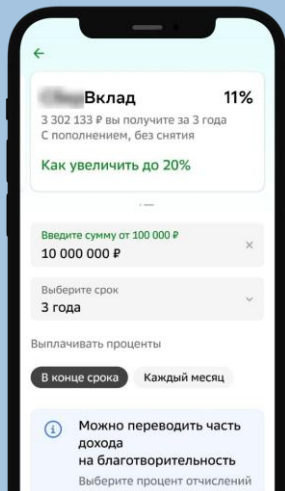 Вклад 11%
3 302 133 ₽ вы получите за 3 года
С пополнением, без снятия
Как увеличить до 20%
Введите сумму от 100 000 ₽
10 000 000 ₽
Выберите срок
3 года
Выплачивать проценты
В конце срока Каждый месяц
Можно переводить часть
дохода
на благотворительность
Выберите процент отчислений